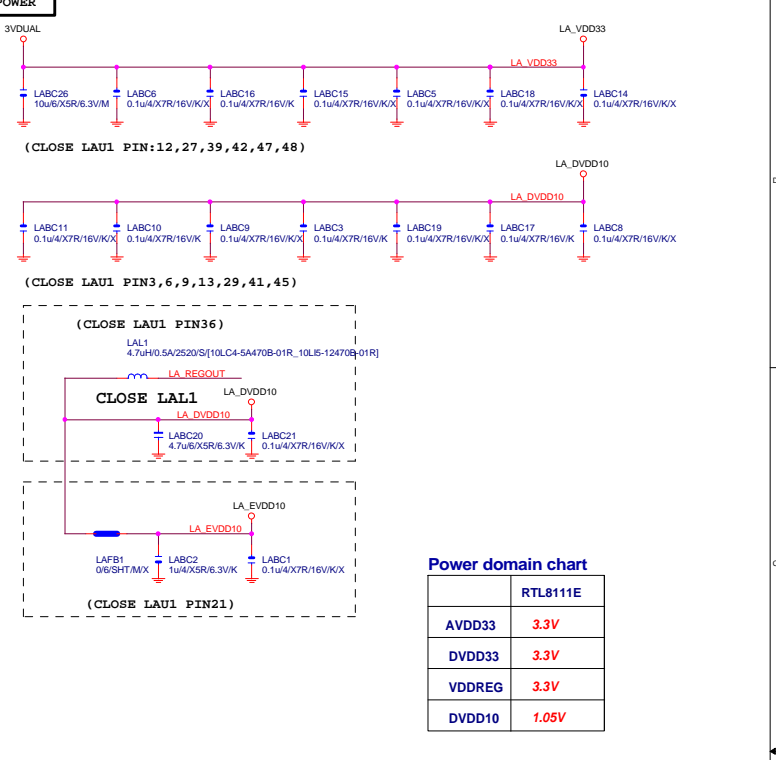 POWER
3VDUAL
LA_VDD33
LA_VDD33
LABC26
10u/6/X5R/6.3V/M
LABC6
0.1u/4/X7R/16V/K/X
LABC16
0.1u/4/X7R/16V/K
LABC15
0.1u/4/X7R/16V/K/X
LABC5
0.1u/4/X7R/16V/K/X
LABC18
0.1u/4/X7R/16V/K/X
LABC14
0.1u/4/X7R/16V/K/X
(CLOSE LAU1 PIN:12,27,39,42,47,48)
LA_DVDD10
LA_DVDD10
LABC11
0.1u/4/X7R/16V/K/X
LABC10
0.1u/4/X7R/16V/K
LABC9
0.1u/4/X7R/16V/K/X
LABC3
0.1u/4/X7R/16V/K
LABC19
0.1u/4/X7R/16V/K/X
LABC17
0.1u/4/X7R/16V/K
LABC8
0.1u/4/X7R/16V/K/X
(CLOSE LAU1 PIN3,6,9,13,29,41,45)
(CLOSE LAU1 PIN36)
LAL1
4.7uH/0.5A/2520/S/[10LC4-5A470B-01R_10LI5-12470B-01R]
LA_REGOUT
CLOSE LAL1
LA_DVDD10
LA_DVDD10
LABC20
4.7u/6/X5R/6.3V/K
LABC21
0.1u/4/X7R/16V/K/X
LA_EVDD10
LA_EVDD10
LAFB1
0/6/SHT/M/X
LABC2
1u/4/X5R/6.3V/K
LABC1
0.1u/4/X7R/16V/K/X
(CLOSE LAU1 PIN21)
Power domain chart
RTL8111E
AVDD33 3.3V
DVDD33 3.3V
VDDREG 3.3V
DVDD10 1.05V